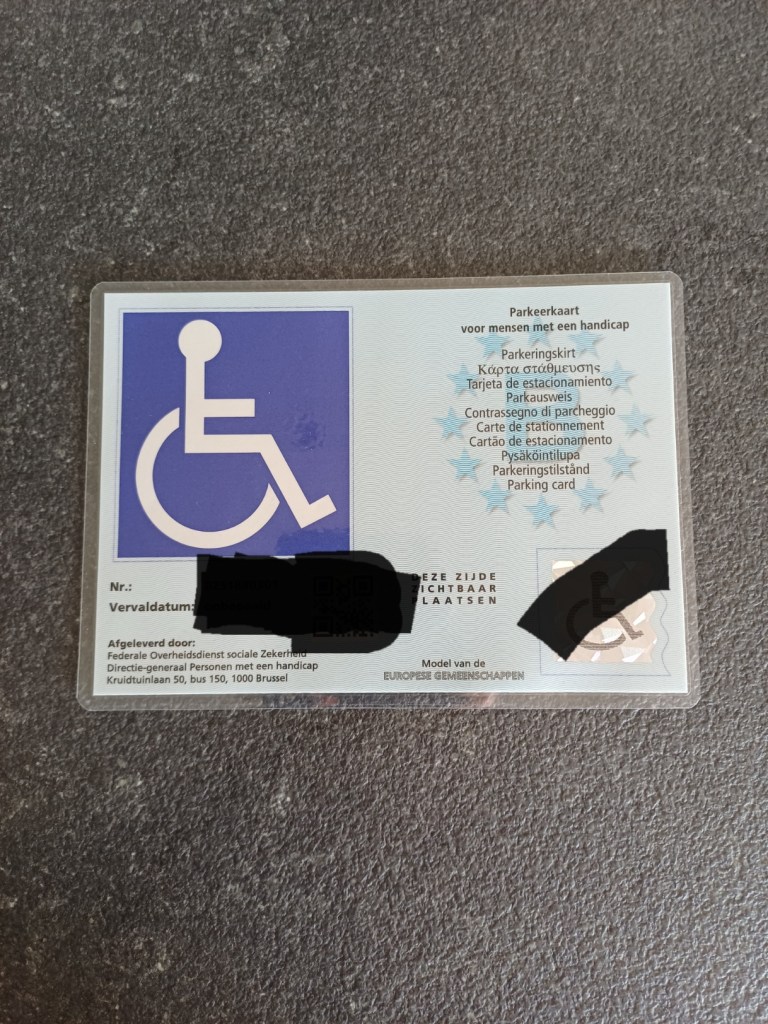 Parkeerkaart
voor mensen met een handicap
Parkeringskirt
Κάρτα στάθμευσης
Tarjeta de estacionamiento
Parkausweis
Contrassegno di parcheggio
Carte de stationnement
Cartão de estacionamento
Pysäköintilupa
Parkeringstilstånd
Parking card
Nr.:
Vervaldatum:
DEZE ZIJDE
ZICHTBAAR
PLAATSEN
Afgeleverd door:
Federale Overheidsdienst sociale Zekerheid
Directie-generaal Personen met een handicap
Kruidtuinlaan 50, bus 150, 1000 Brussel
Model van de
EUROPESE GEMEENSCHAPPEN